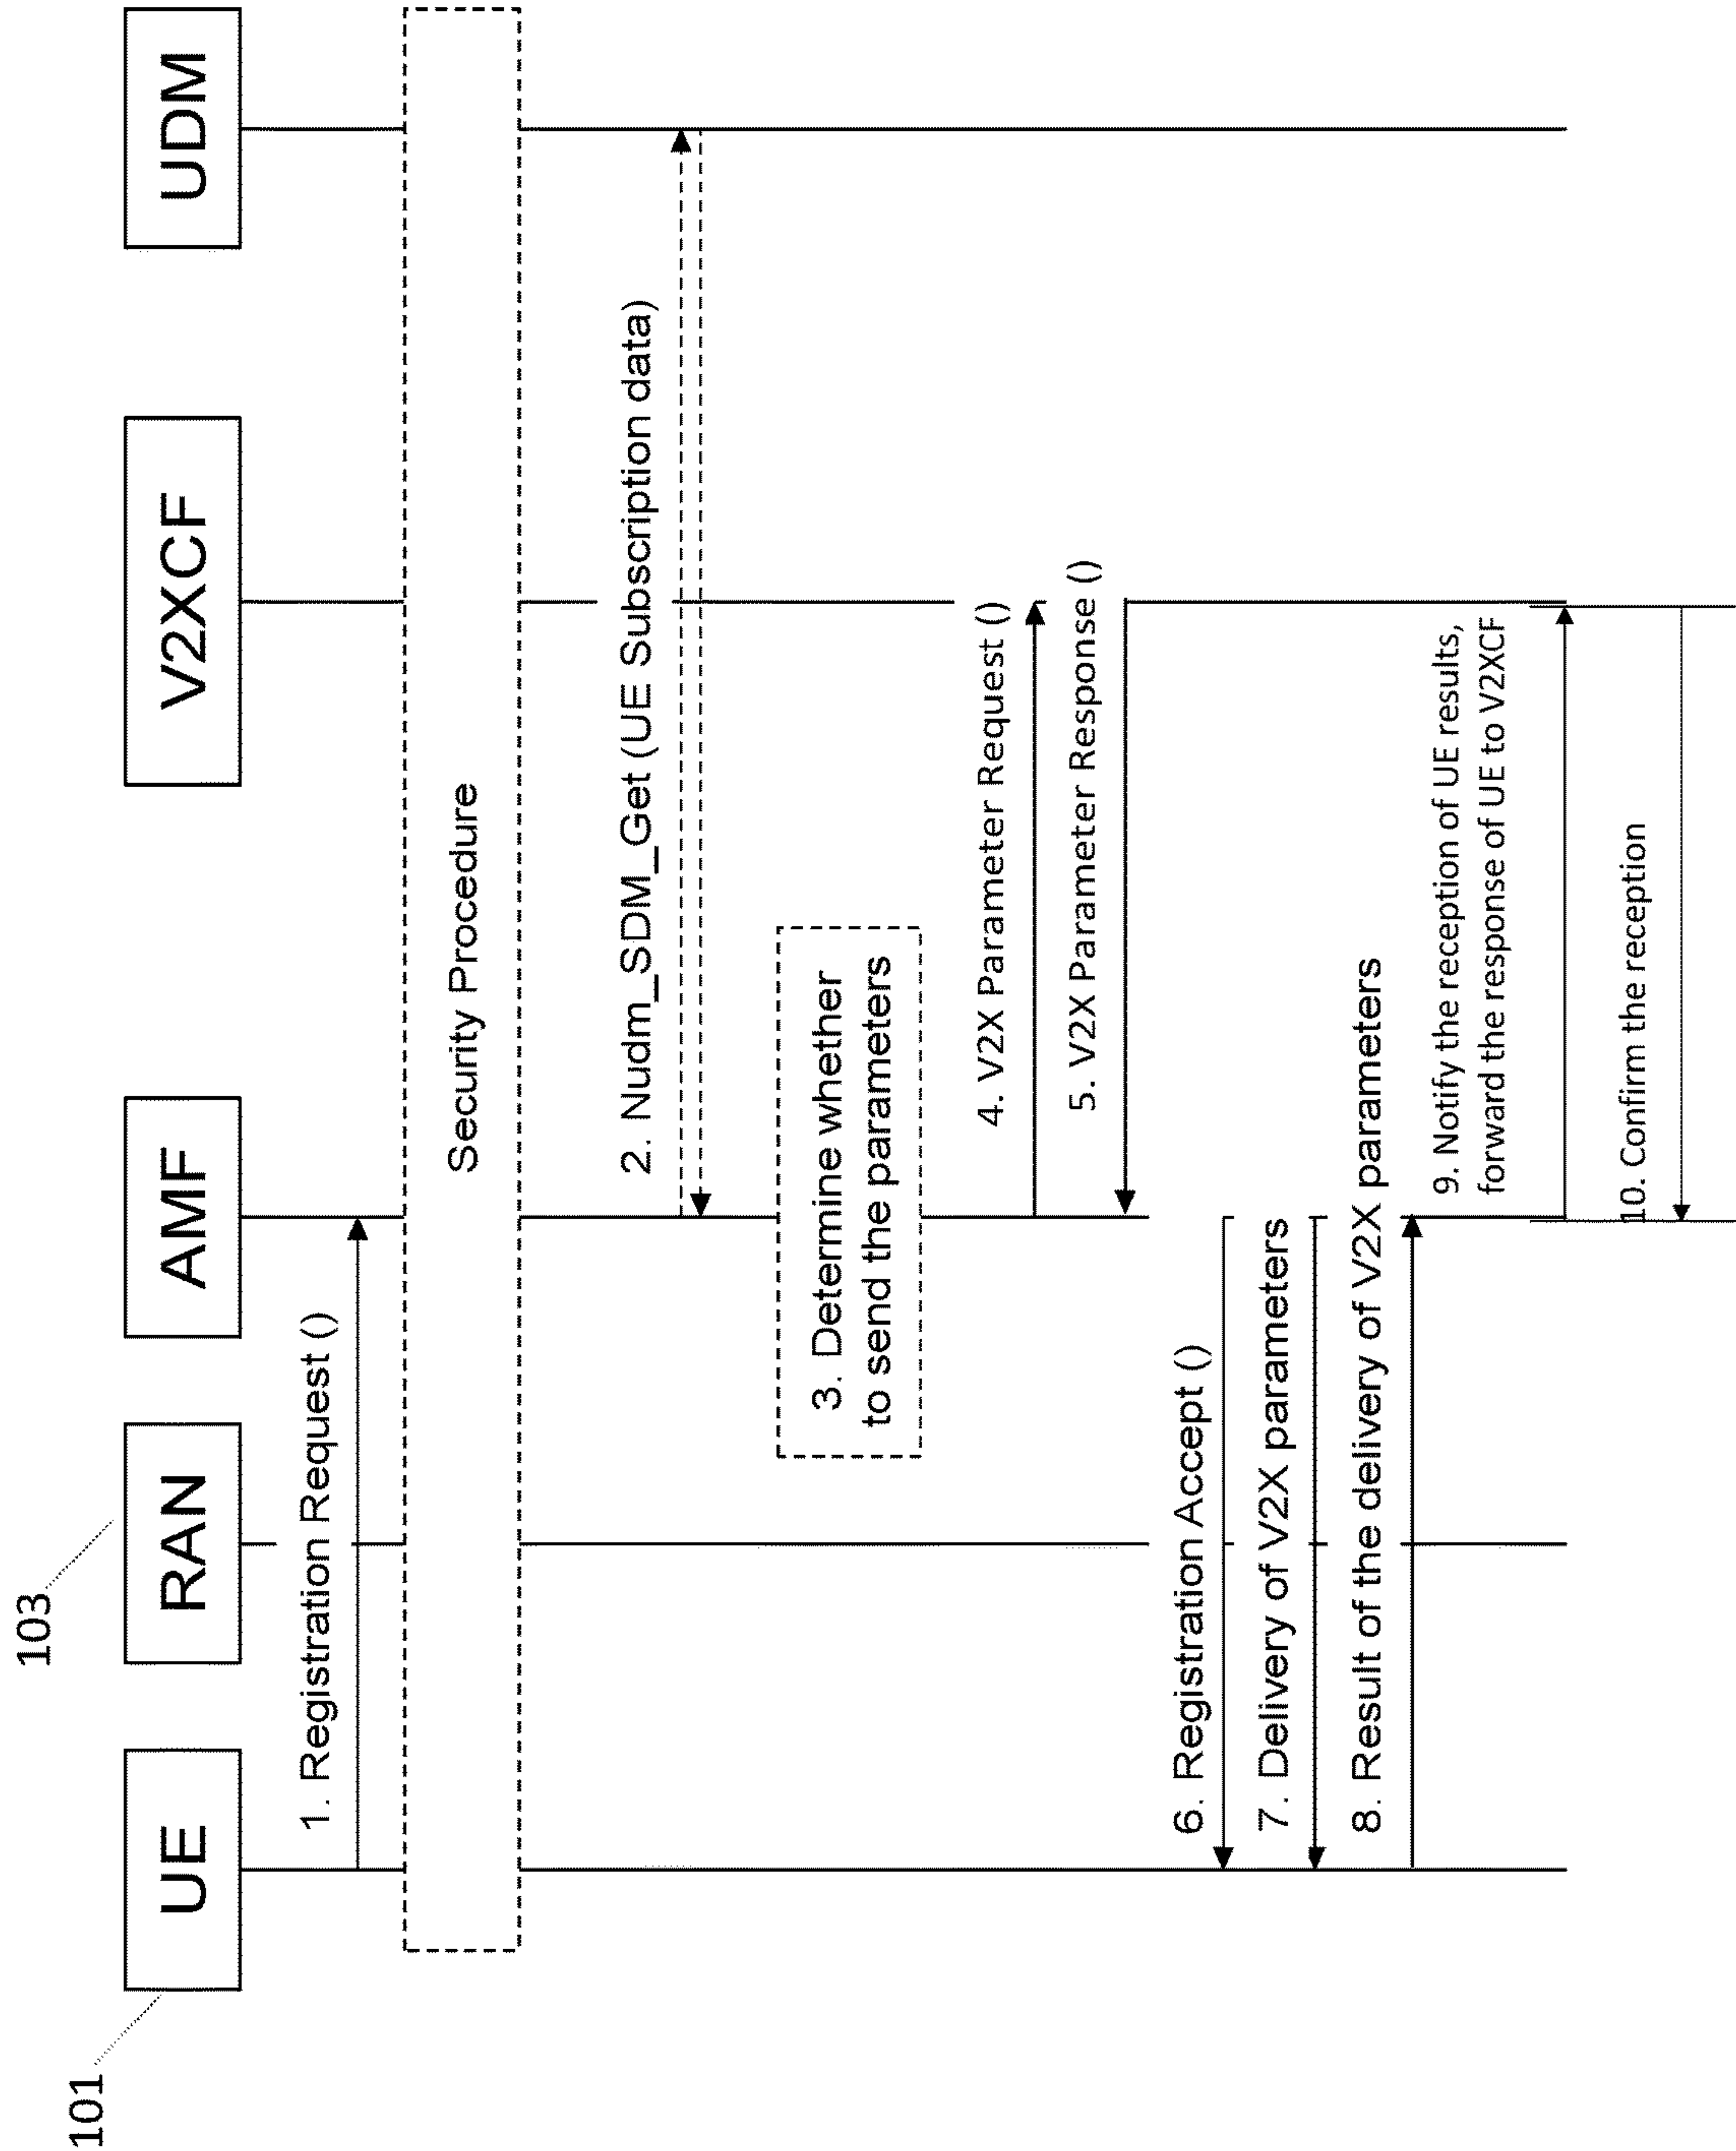 101
103
UE
RAN
AMF
V2XCF
UDM
1. Registration Request ()
Security Procedure
2. Nudm_SDM_Get (UE Subscription data)
3. Determine whether
to send the parameters
4. V2X Parameter Request ()
5. V2X Parameter Response ()
6. Registration Accept ()
7. Delivery of V2X parameters
8. Result of the delivery of V2X parameters
9. Notify the reception of UE results,
forward the response of UE to V2XCF
10. Confirm the reception